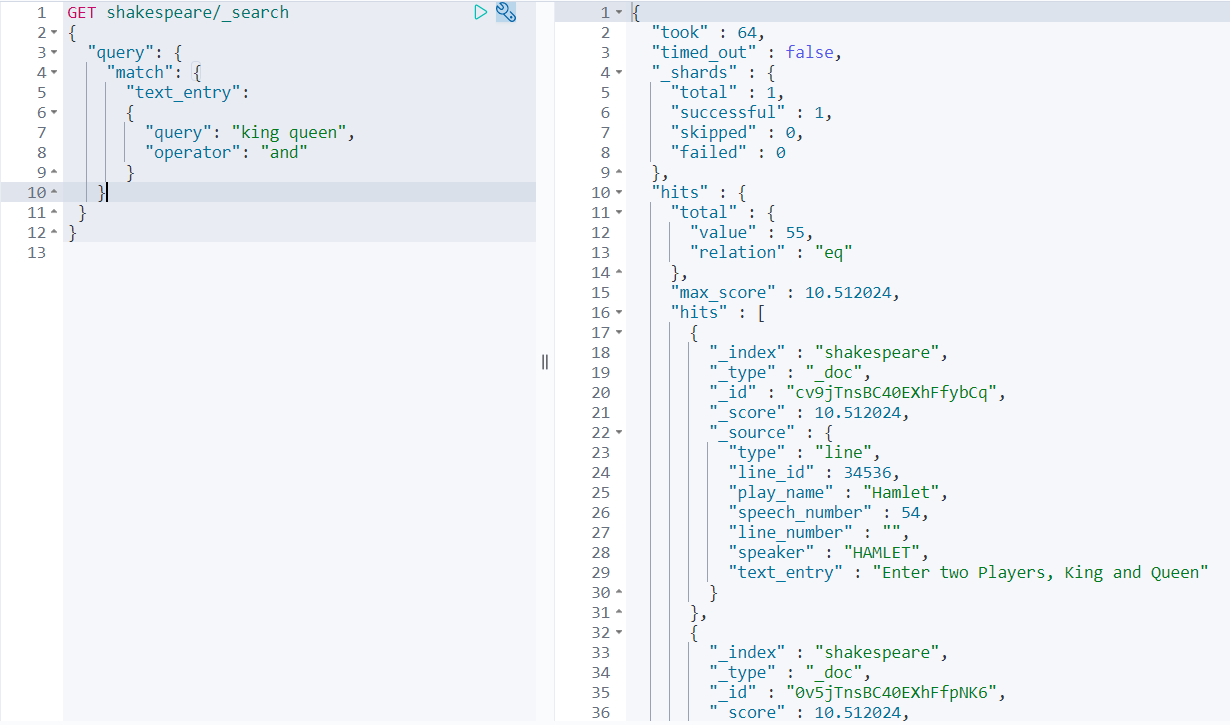 1 GET shakespeare/_search
2 {
3 "query": {
4 "match": {
5 "text_entry":
6 {
7 "query": "king queen",
8 "operator": "and"
9 }
10 }
11 }
12 }
13
1 {
2 "took" : 64,
3 "timed_out" : false,
4 "_shards" : {
5 "total" : 1,
6 "successful" : 1,
7 "skipped" : 0,
8 "failed" : 0
9 },
10 "hits" : {
11 "total" : {
12 "value" : 55,
13 "relation" : "eq"
14 },
15 "max_score" : 10.512024,
16 "hits" : [
17 {
18 "_index" : "shakespeare",
19 "_type" : "_doc",
20 "_id" : "cv9jTnsBC40EXhFfybCq",
21 "_score" : 10.512024,
22 "_source" : {
23 "type" : "line",
24 "line_id" : 34536,
25 "play_name" : "Hamlet",
26 "speech_number" : 54,
27 "line_number" : "",
28 "speaker" : "HAMLET",
29 "text_entry" : "Enter two Players, King and Queen"
30 }
31 },
32 {
33 "_index" : "shakespeare",
34 "_type" : "_doc",
35 "_id" : "0v5jTnsBC40EXhFfpNK6",
36 "_score" : 10.512024,